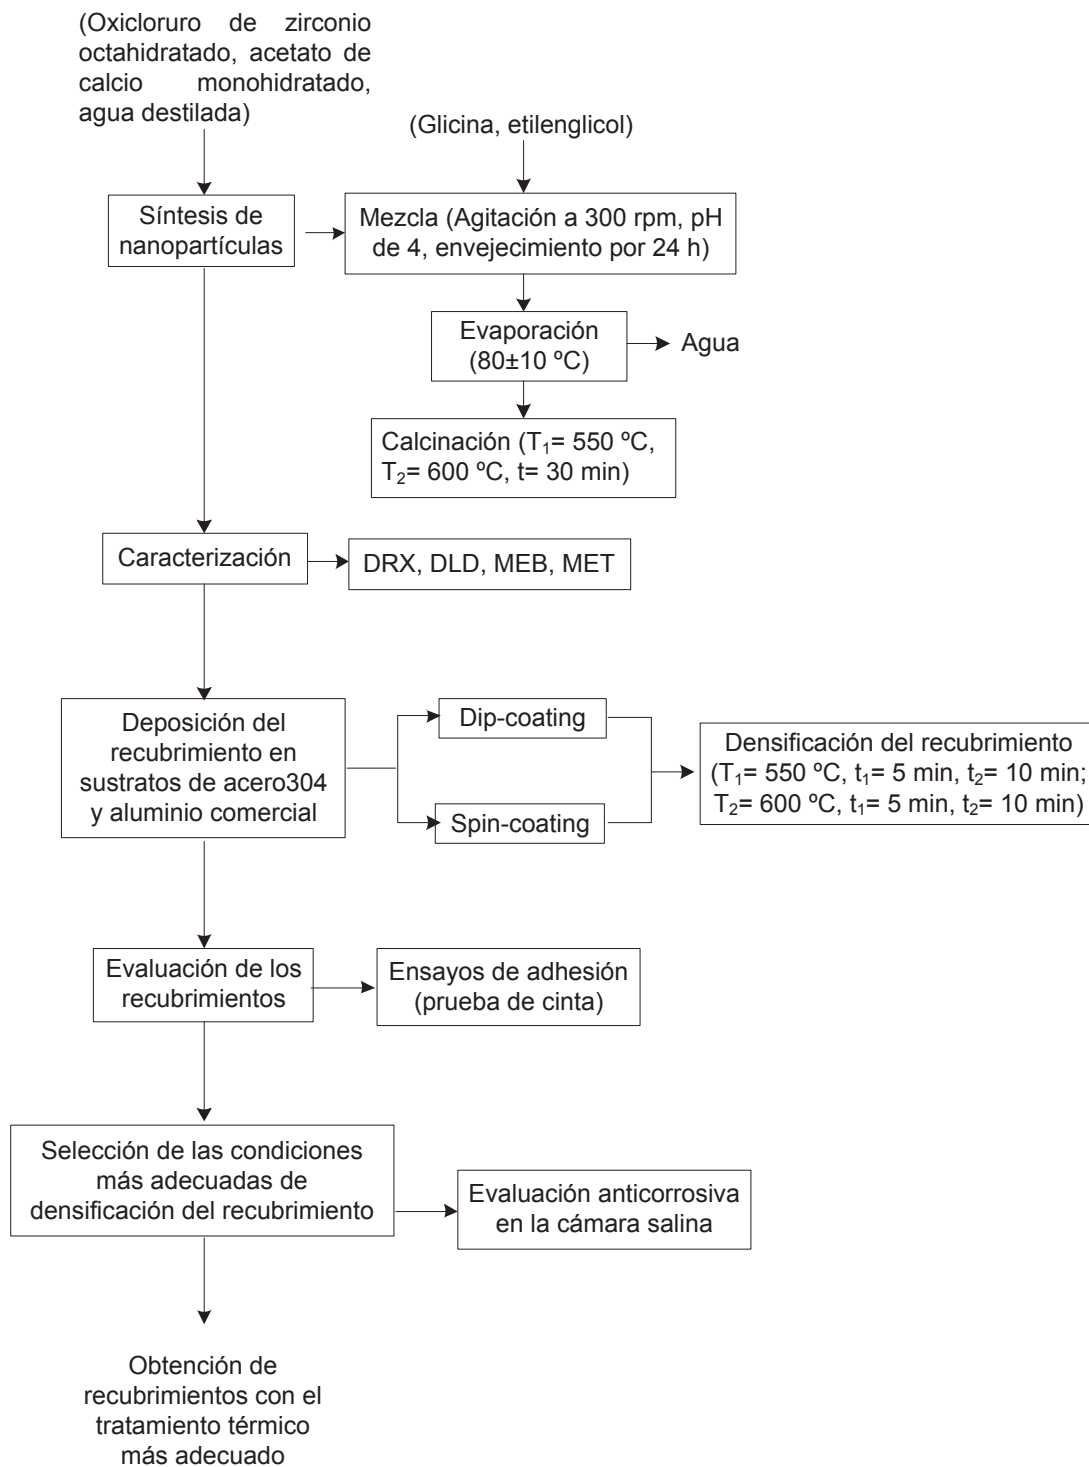 (Oxicloruro de zirconio
octahidratado, acetato de
calcio monohidratado,
agua destilada)
(Glicina, etilenglicol)
Síntesis de
nanopartículas
Mezcla (Agitación a 300 rpm, pH
de 4, envejecimiento por 24 h)
Evaporación
(80±10 ºC)
Agua
Calcinación (T₁= 550 ºC,
T₂= 600 ºC, t= 30 min)
Caracterización
DRX, DLD, MEB, MET
Deposición del
recubrimiento en
sustratos de acero304
y aluminio comercial
Dip-coating
Spin-coating
Densificación del recubrimiento
(T₁= 550 ºC, t₁= 5 min, t₂= 10 min;
T₂= 600 ºC, t₁= 5 min, t₂= 10 min)
Evaluación de los
recubrimientos
Ensayos de adhesión
(prueba de cinta)
Selección de las condiciones
más adecuadas de
densificación del recubrimiento
Evaluación anticorrosiva
en la cámara salina
Obtención de
recubrimientos con el
tratamiento térmico
más adecuado